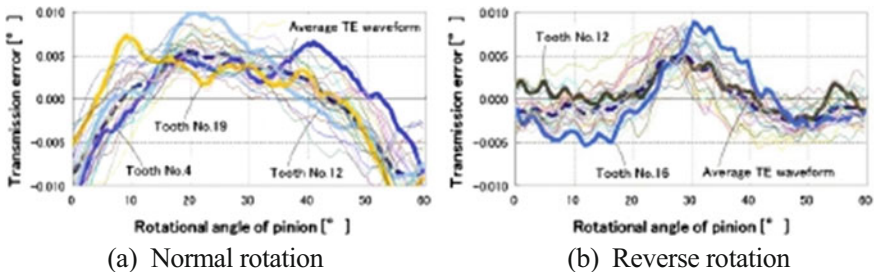 Transmission error [°]
0.010
0.005
0.000
-0.005
-0.010
Average TE waveform
Tooth No.19
Tooth No.4
Tooth No.12
0 10 20 30 40 50 60
Rotational angle of pinion [° ]
(a) Normal rotation
Transmission error [°]
0.010
0.005
0.000
-0.005
-0.010
Tooth No.12
Tooth No.16
Average TE waveform
0 10 20 30 40 50 60
Rotational angle of pinion [° ]
(b) Reverse rotation